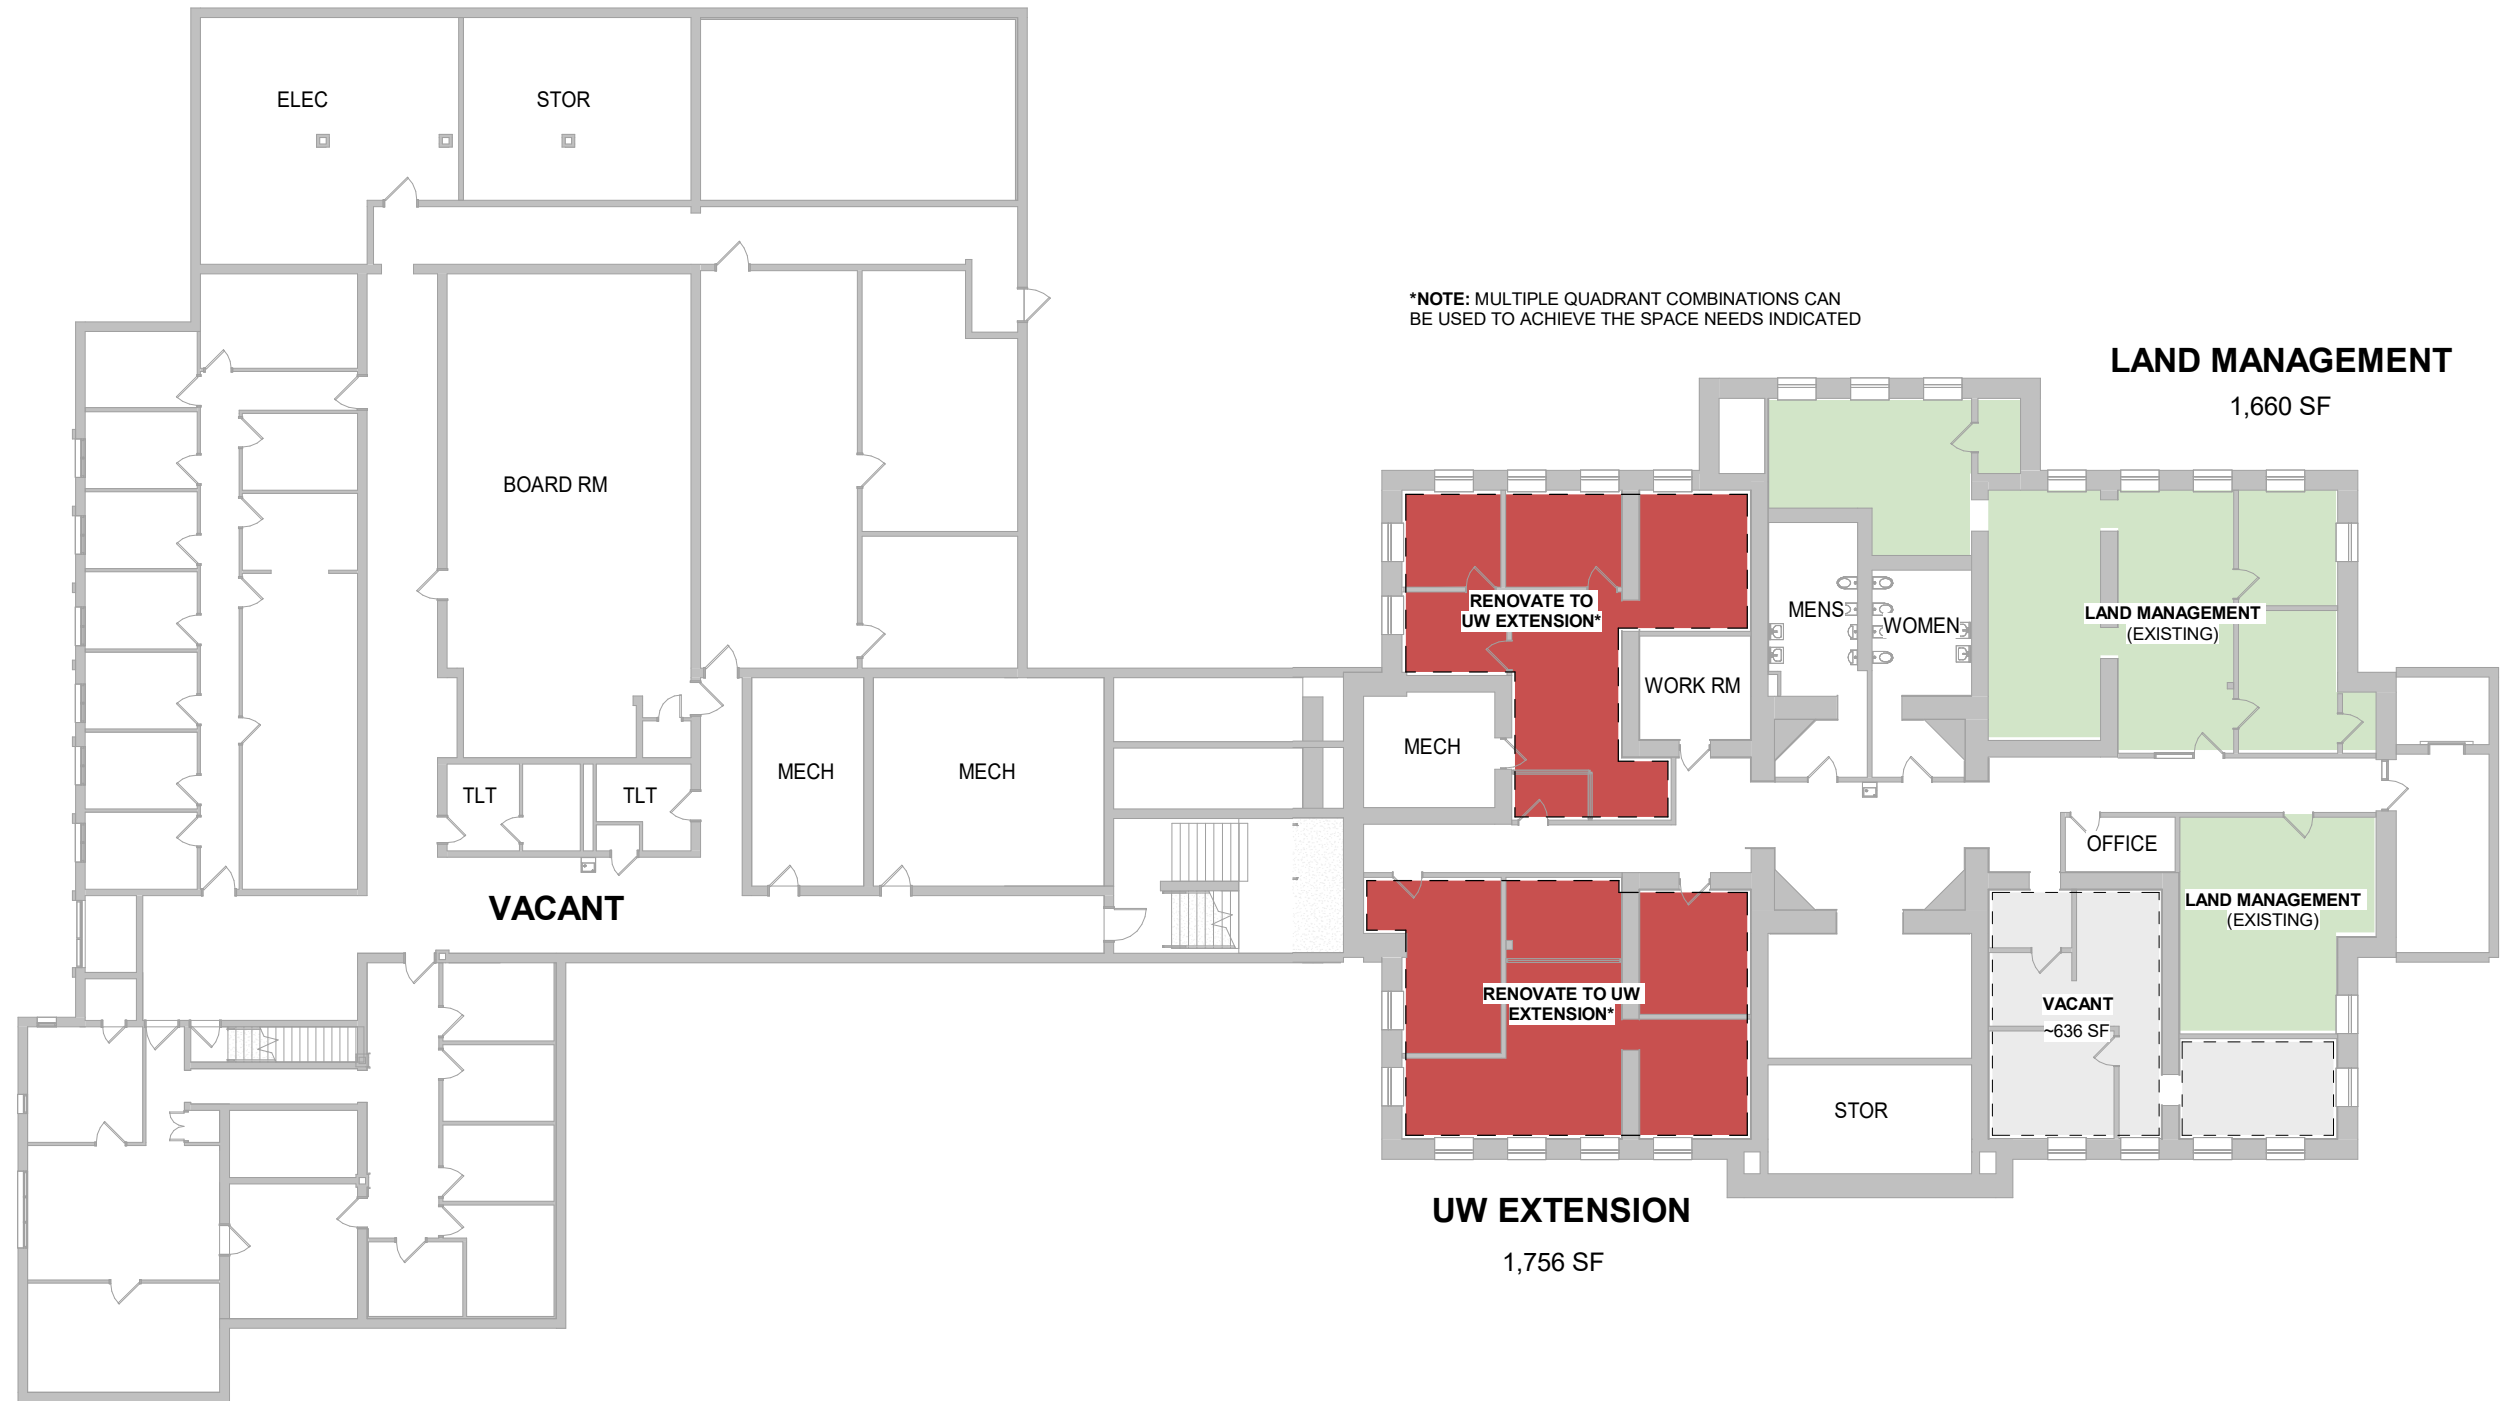 ELEC
STOR
*NOTE: MULTIPLE QUADRANT COMBINATIONS CAN
BE USED TO ACHIEVE THE SPACE NEEDS INDICATED
LAND MANAGEMENT
1,660 SF
BOARD RM
RENOVATE TO
UW EXTENSION*
MENS
WOMEN
LAND MANAGEMENT
(EXISTING)
WORK RM
MECH
MECH
MECH
TLT
TLT
OFFICE
VACANT
LAND MANAGEMENT
(EXISTING)
RENOVATE TO UW
EXTENSION*
VACANT
~636 SF
STOR
UW EXTENSION
1,756 SF